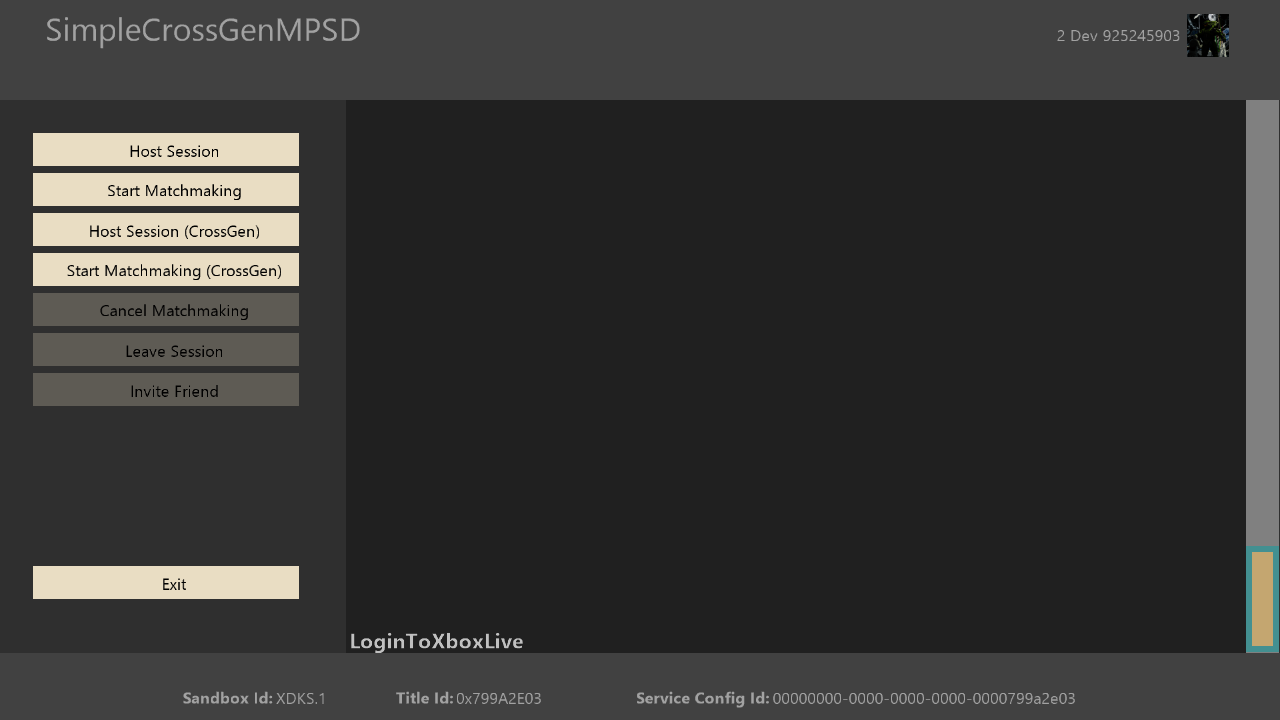 SimpleCrossGenMPSD
2 Dev 925245903
Host Session
Start Matchmaking
Host Session (CrossGen)
Start Matchmaking (CrossGen)
Cancel Matchmaking
Leave Session
Invite Friend
Exit
LoginToXboxLive
Sandbox Id: XDKS.1 Title Id: 0x799A2E03 Service Config Id: 00000000-0000-0000-0000-0000799a2e03